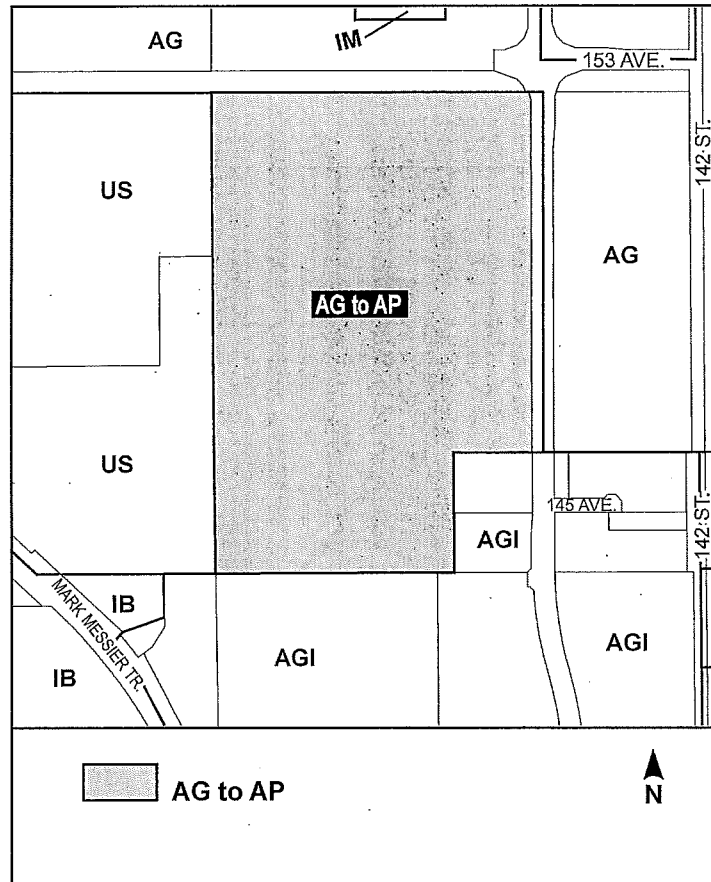 AG
IM
153 AVE.
142 ST.
US
AG to AP
AG
US
145 AVE.
AGI
142 ST.
IB
MARK MESSIER TR.
IB
AGI
AGI
AG to AP
N